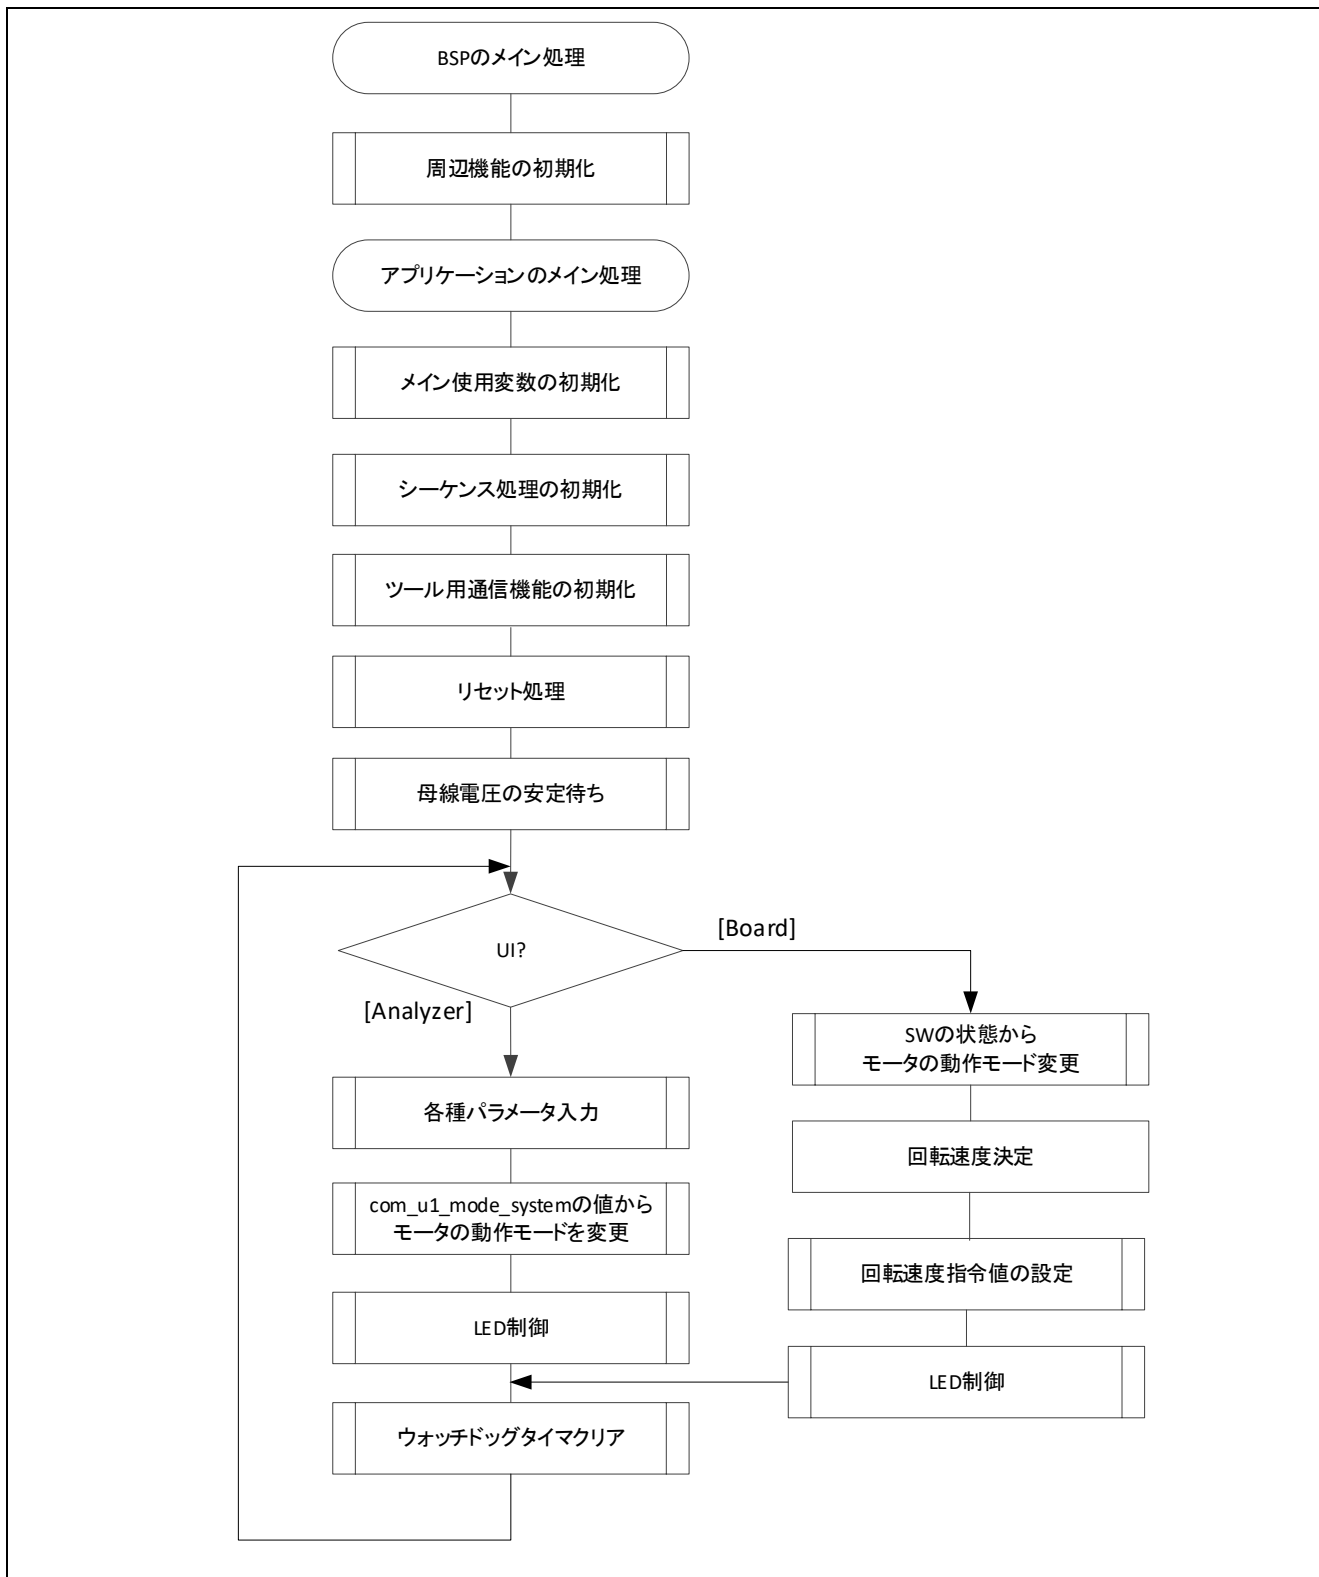 BSPのメイン処理
周辺機能の初期化
アプリケーションのメイン処理
メイン使用変数の初期化
シーケンス処理の初期化
ツール用通信機能の初期化
リセット処理
母線電圧の安定待ち
UI?
[Board]
[Analyzer]
SWの状態から
モータの動作モード変更
回転速度決定
回転速度指令値の設定
LED制御
各種パラメータ入力
com_u1_mode_systemの値から
モータの動作モードを変更
LED制御
ウォッチドッグタイマクリア